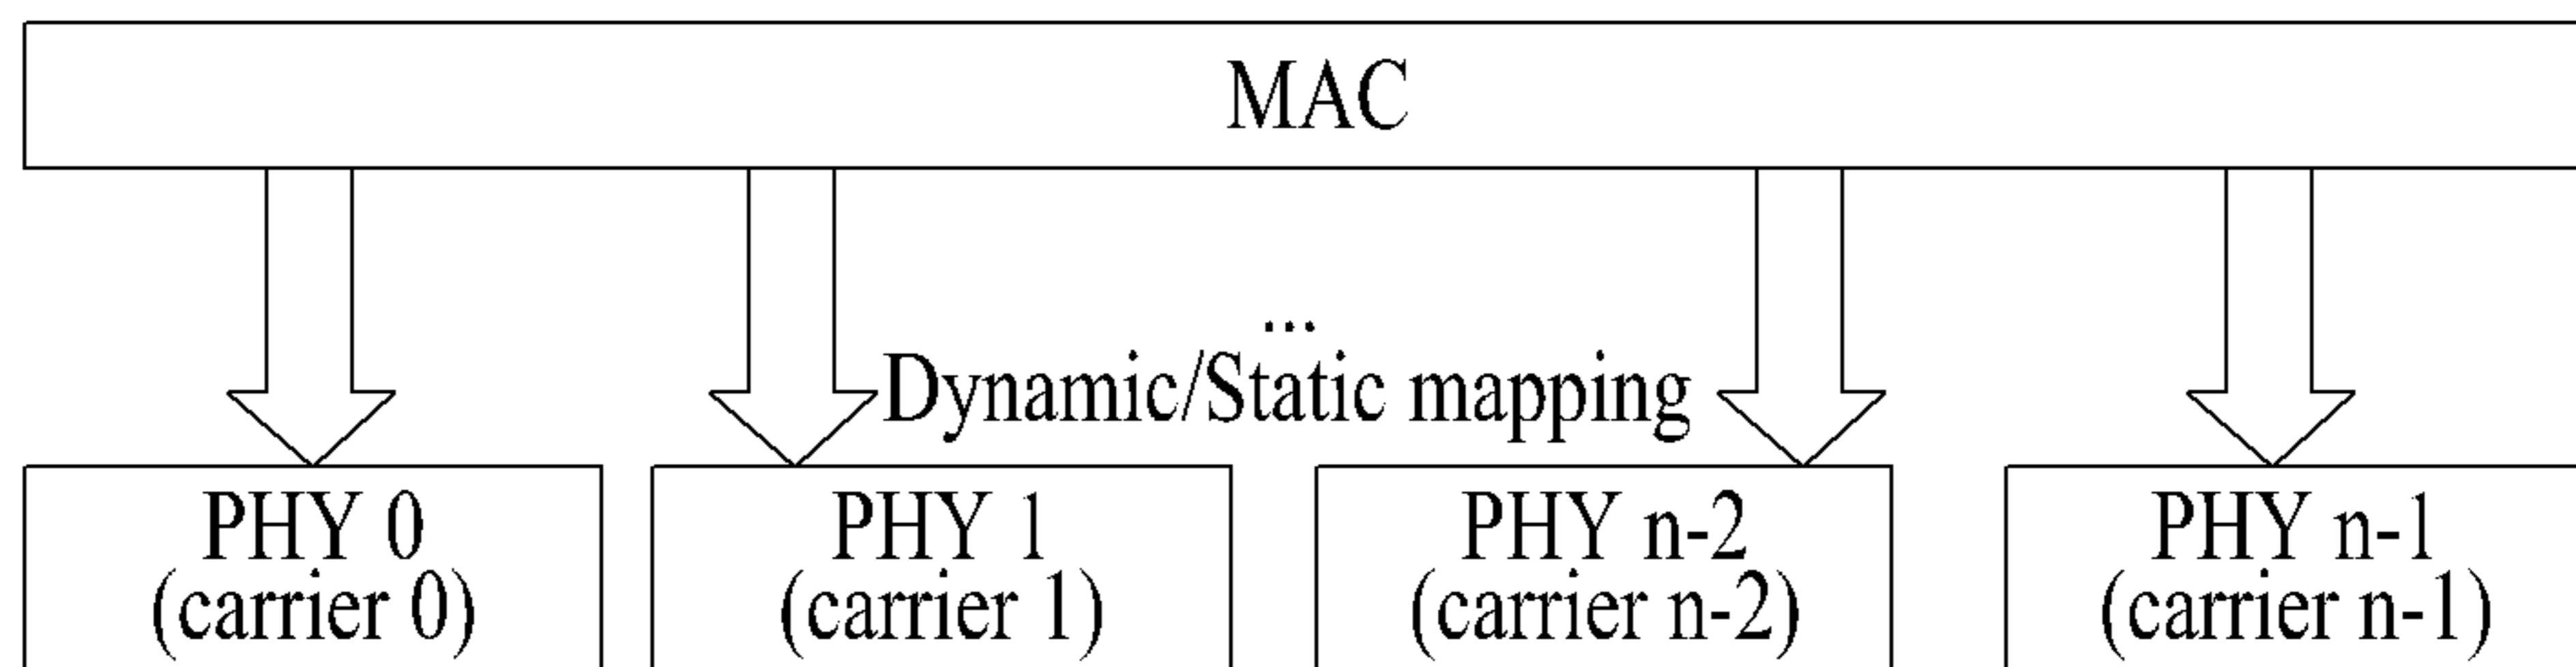 MAC
...
Dynamic/Static mapping
PHY 0
(carrier 0)
PHY 1
(carrier 1)
PHY n-2
(carrier n-2)
PHY n-1
(carrier n-1)